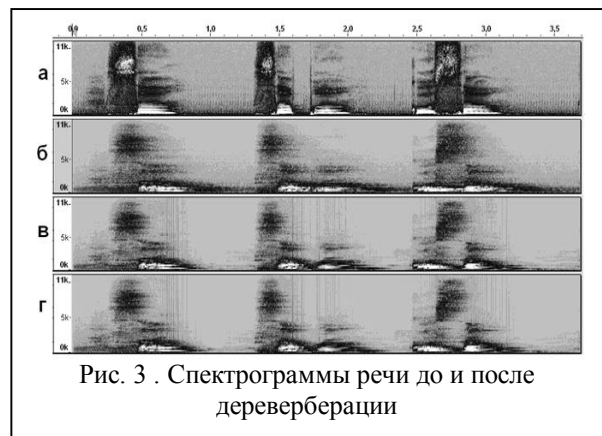 0,0 0,5 1,0 1,5 2,0 2,5 3,0 3,5
а
11k
5k
0k
б
11k
5k
0k
в
11k
5k
0k
г
11k
5k
0k
Рис. 3 . Спектрограммы речи до и после
дереверберации